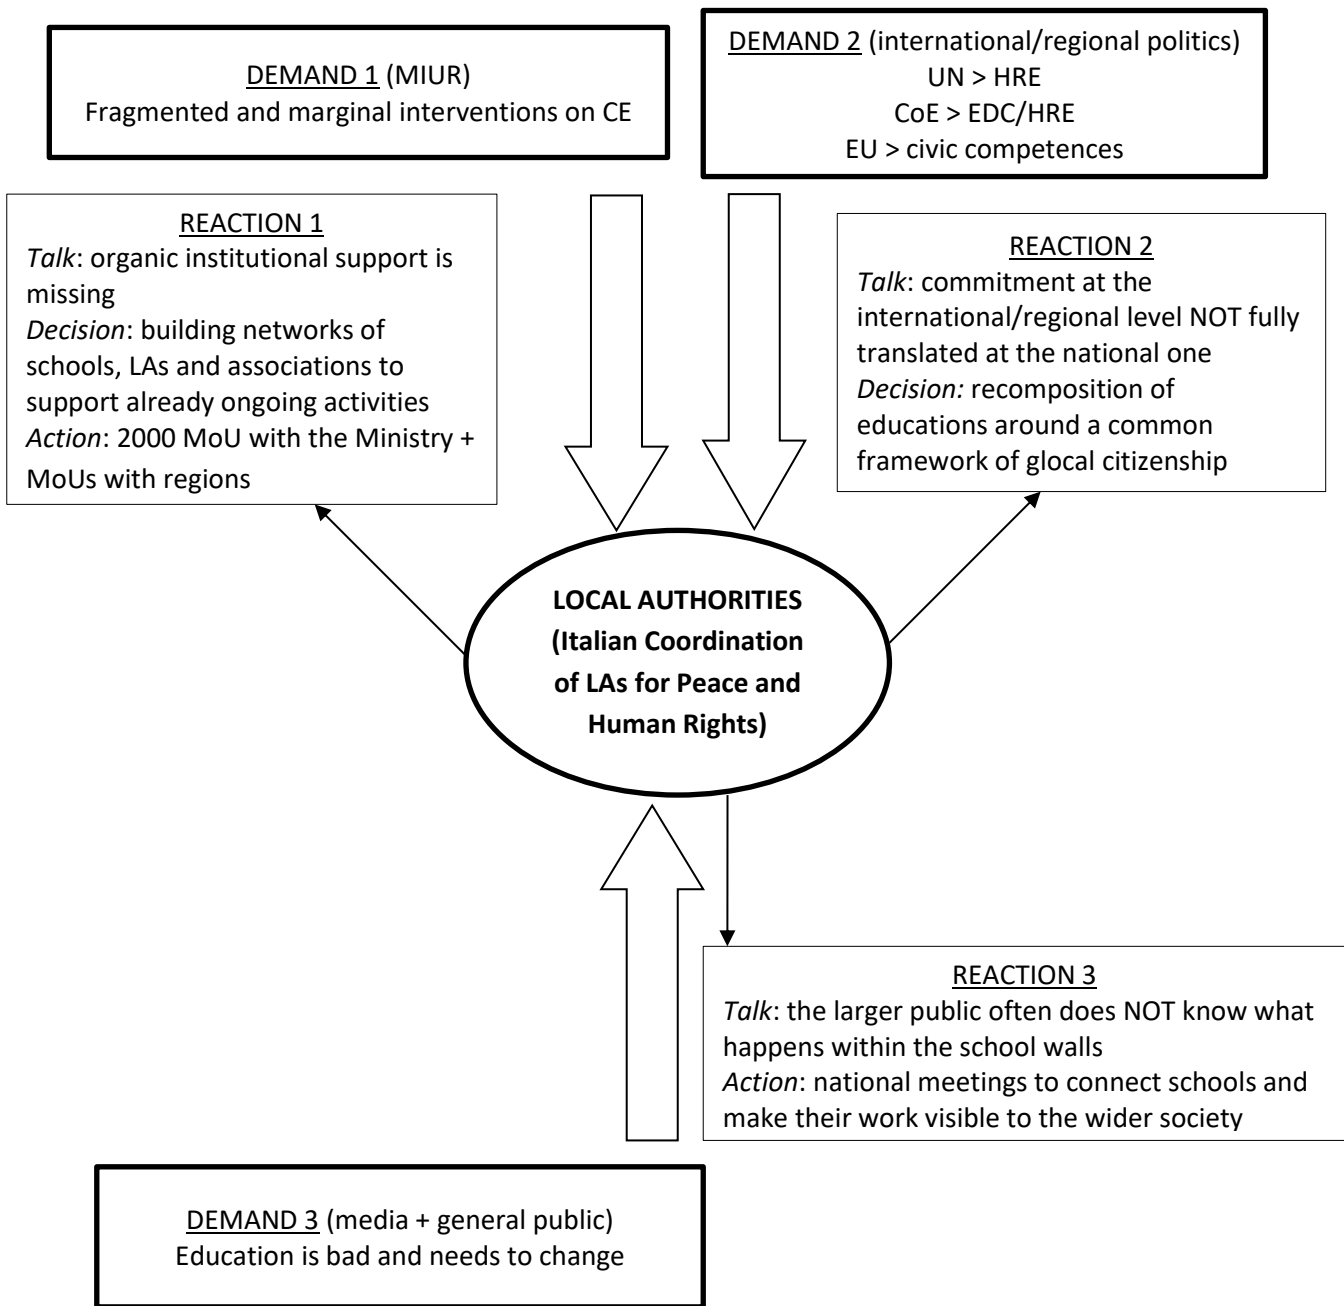 DEMAND 1 (MIUR)
Fragmented and marginal interventions on CE
DEMAND 2 (international/regional politics)
UN > HRE
CoE > EDC/HRE
EU > civic competences
REACTION 1
Talk: organic institutional support is
missing
Decision: building networks of
schools, LAs and associations to
support already ongoing activities
Action: 2000 MoU with the Ministry +
MoUs with regions
REACTION 2
Talk: commitment at the
international/regional level NOT fully
translated at the national one
Decision: recomposition of
educations around a common
framework of glocal citizenship
LOCAL AUTHORITIES
(Italian Coordination
of LAs for Peace and
Human Rights)
REACTION 3
Talk: the larger public often does NOT know what
happens within the school walls
Action: national meetings to connect schools and
make their work visible to the wider society
DEMAND 3 (media + general public)
Education is bad and needs to change